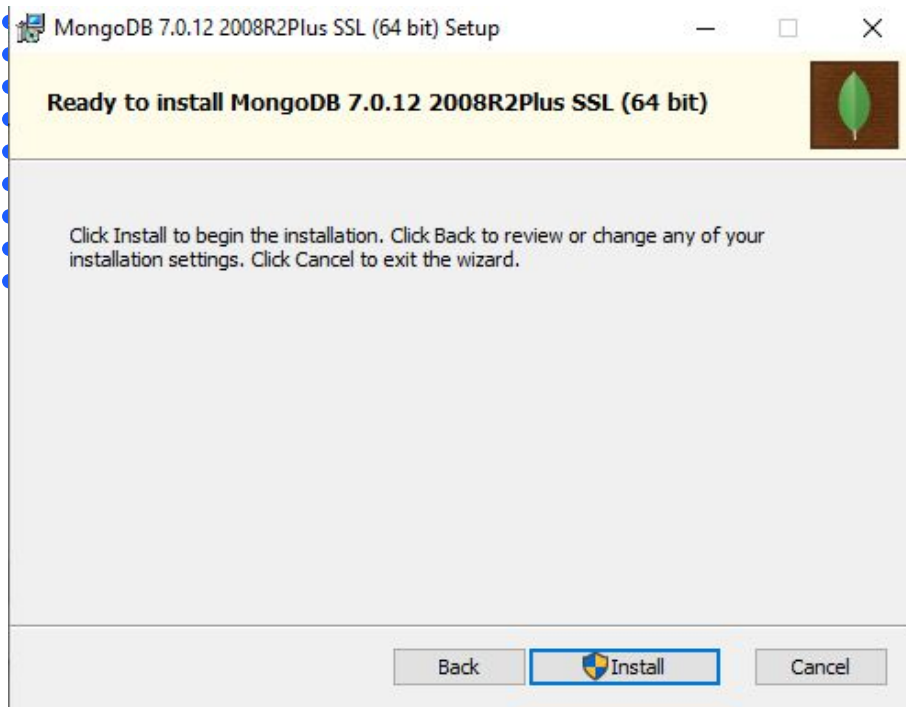 MongoDB 7.0.12 2008R2Plus SSL (64 bit) Setup
Ready to install MongoDB 7.0.12 2008R2Plus SSL (64 bit)
Click Install to begin the installation. Click Back to review or change any of your
installation settings. Click Cancel to exit the wizard.
Back Install Cancel